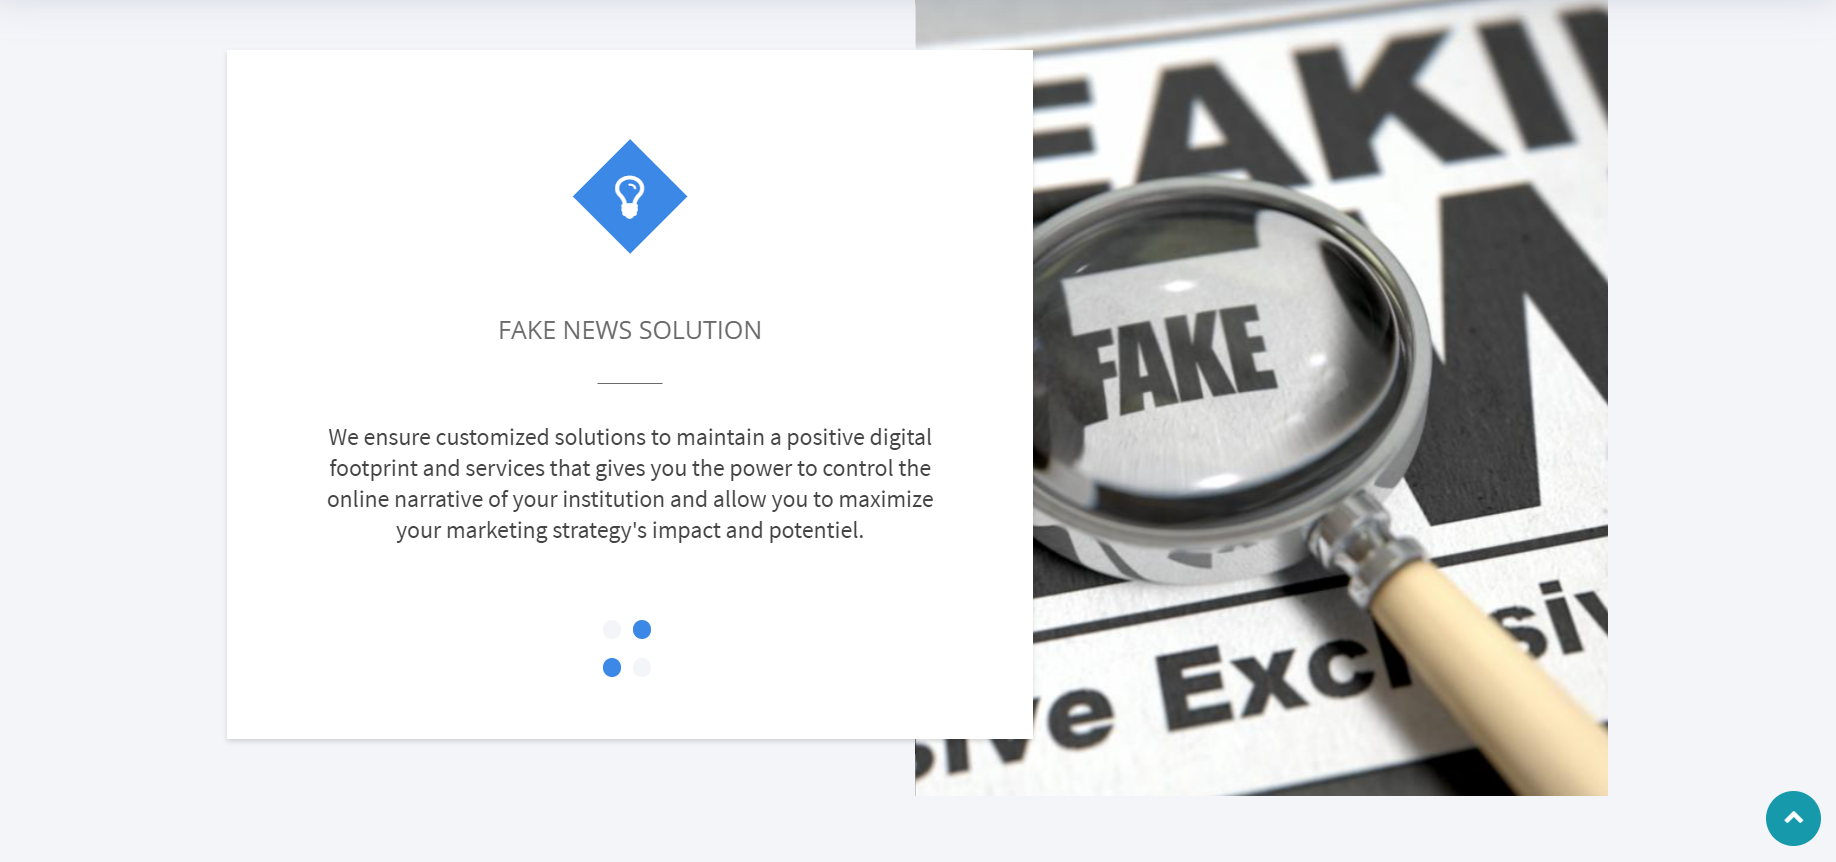 FAKE NEWS SOLUTION
We ensure customized solutions to maintain a positive digital
footprint and services that gives you the power to control the
online narrative of your institution and allow you to maximize
your marketing strategy's impact and potentiel.
EAKI
FAKE
W
sive Exclusiv